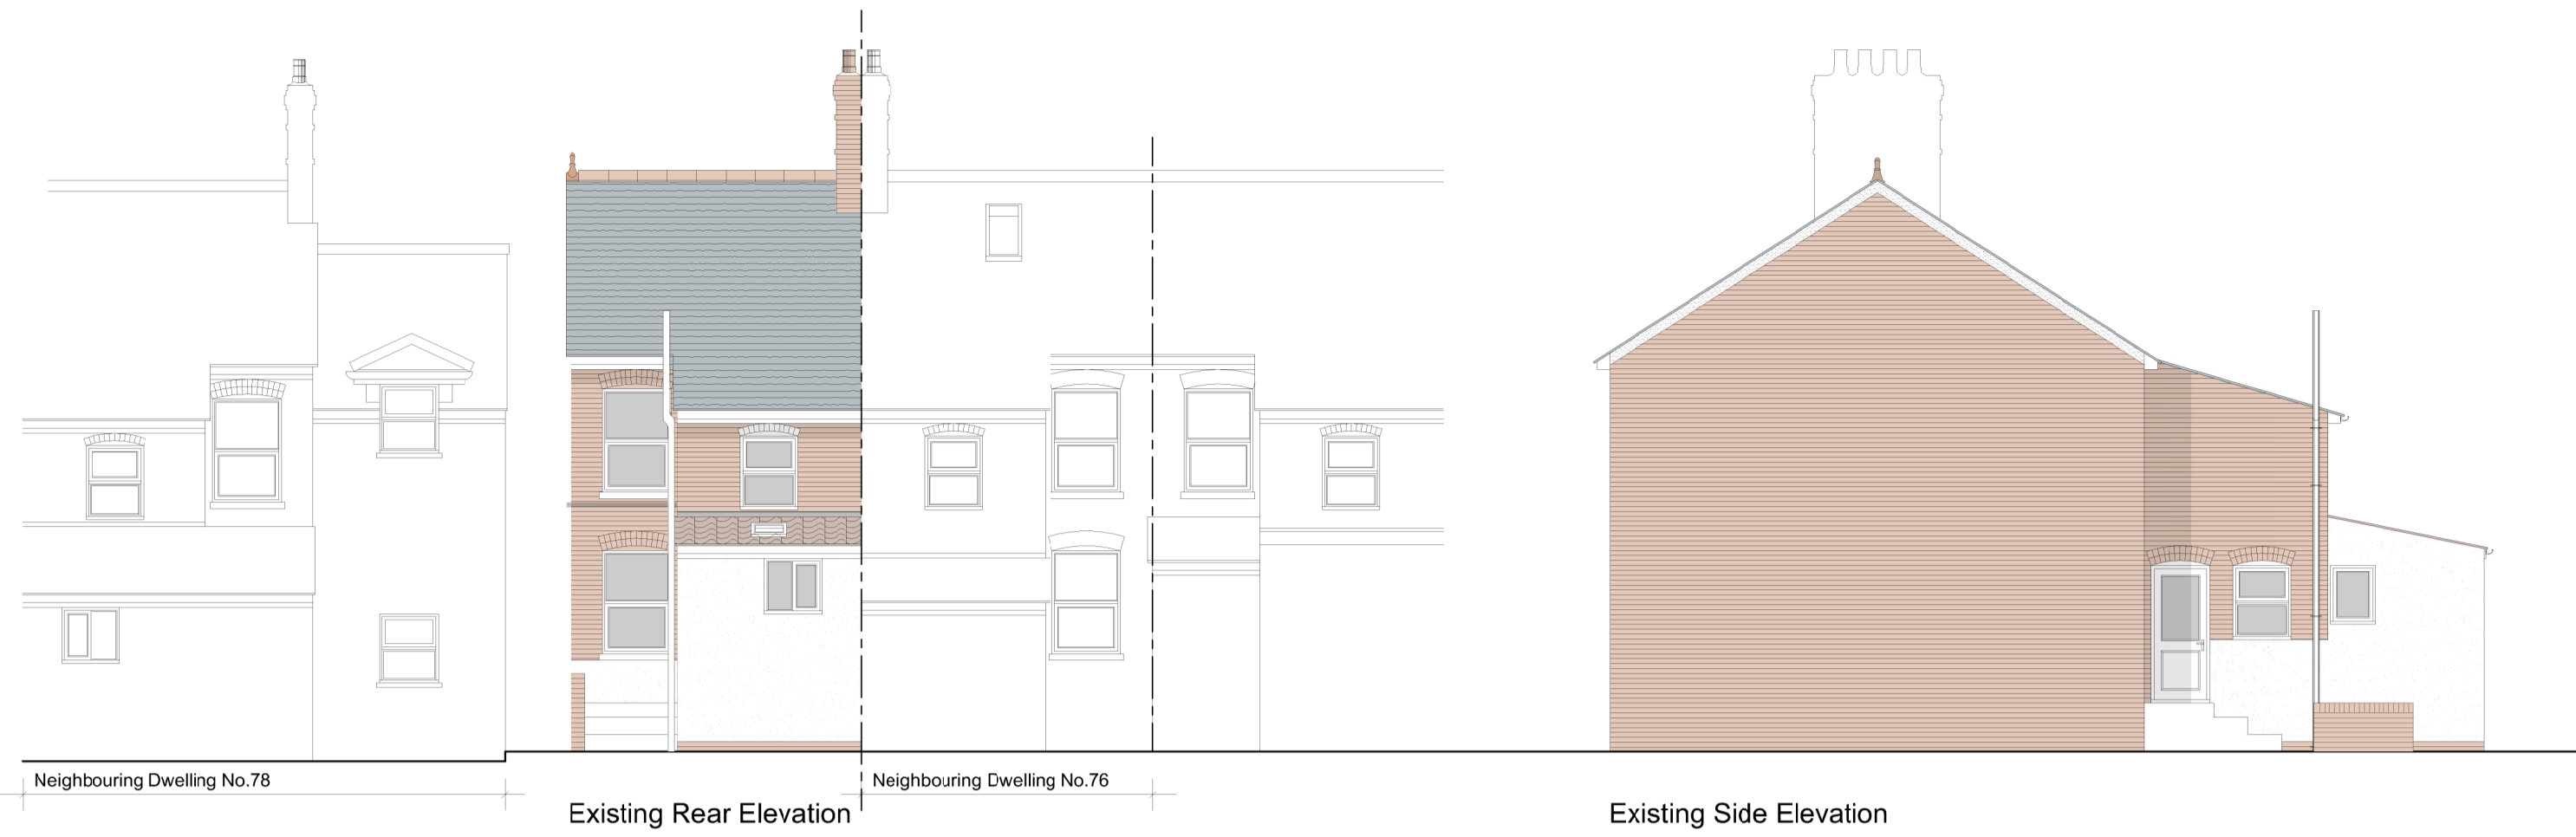 Neighbouring Dwelling No.78
Neighbouring Dwelling No.76
Existing Rear Elevation
Existing Side Elevation